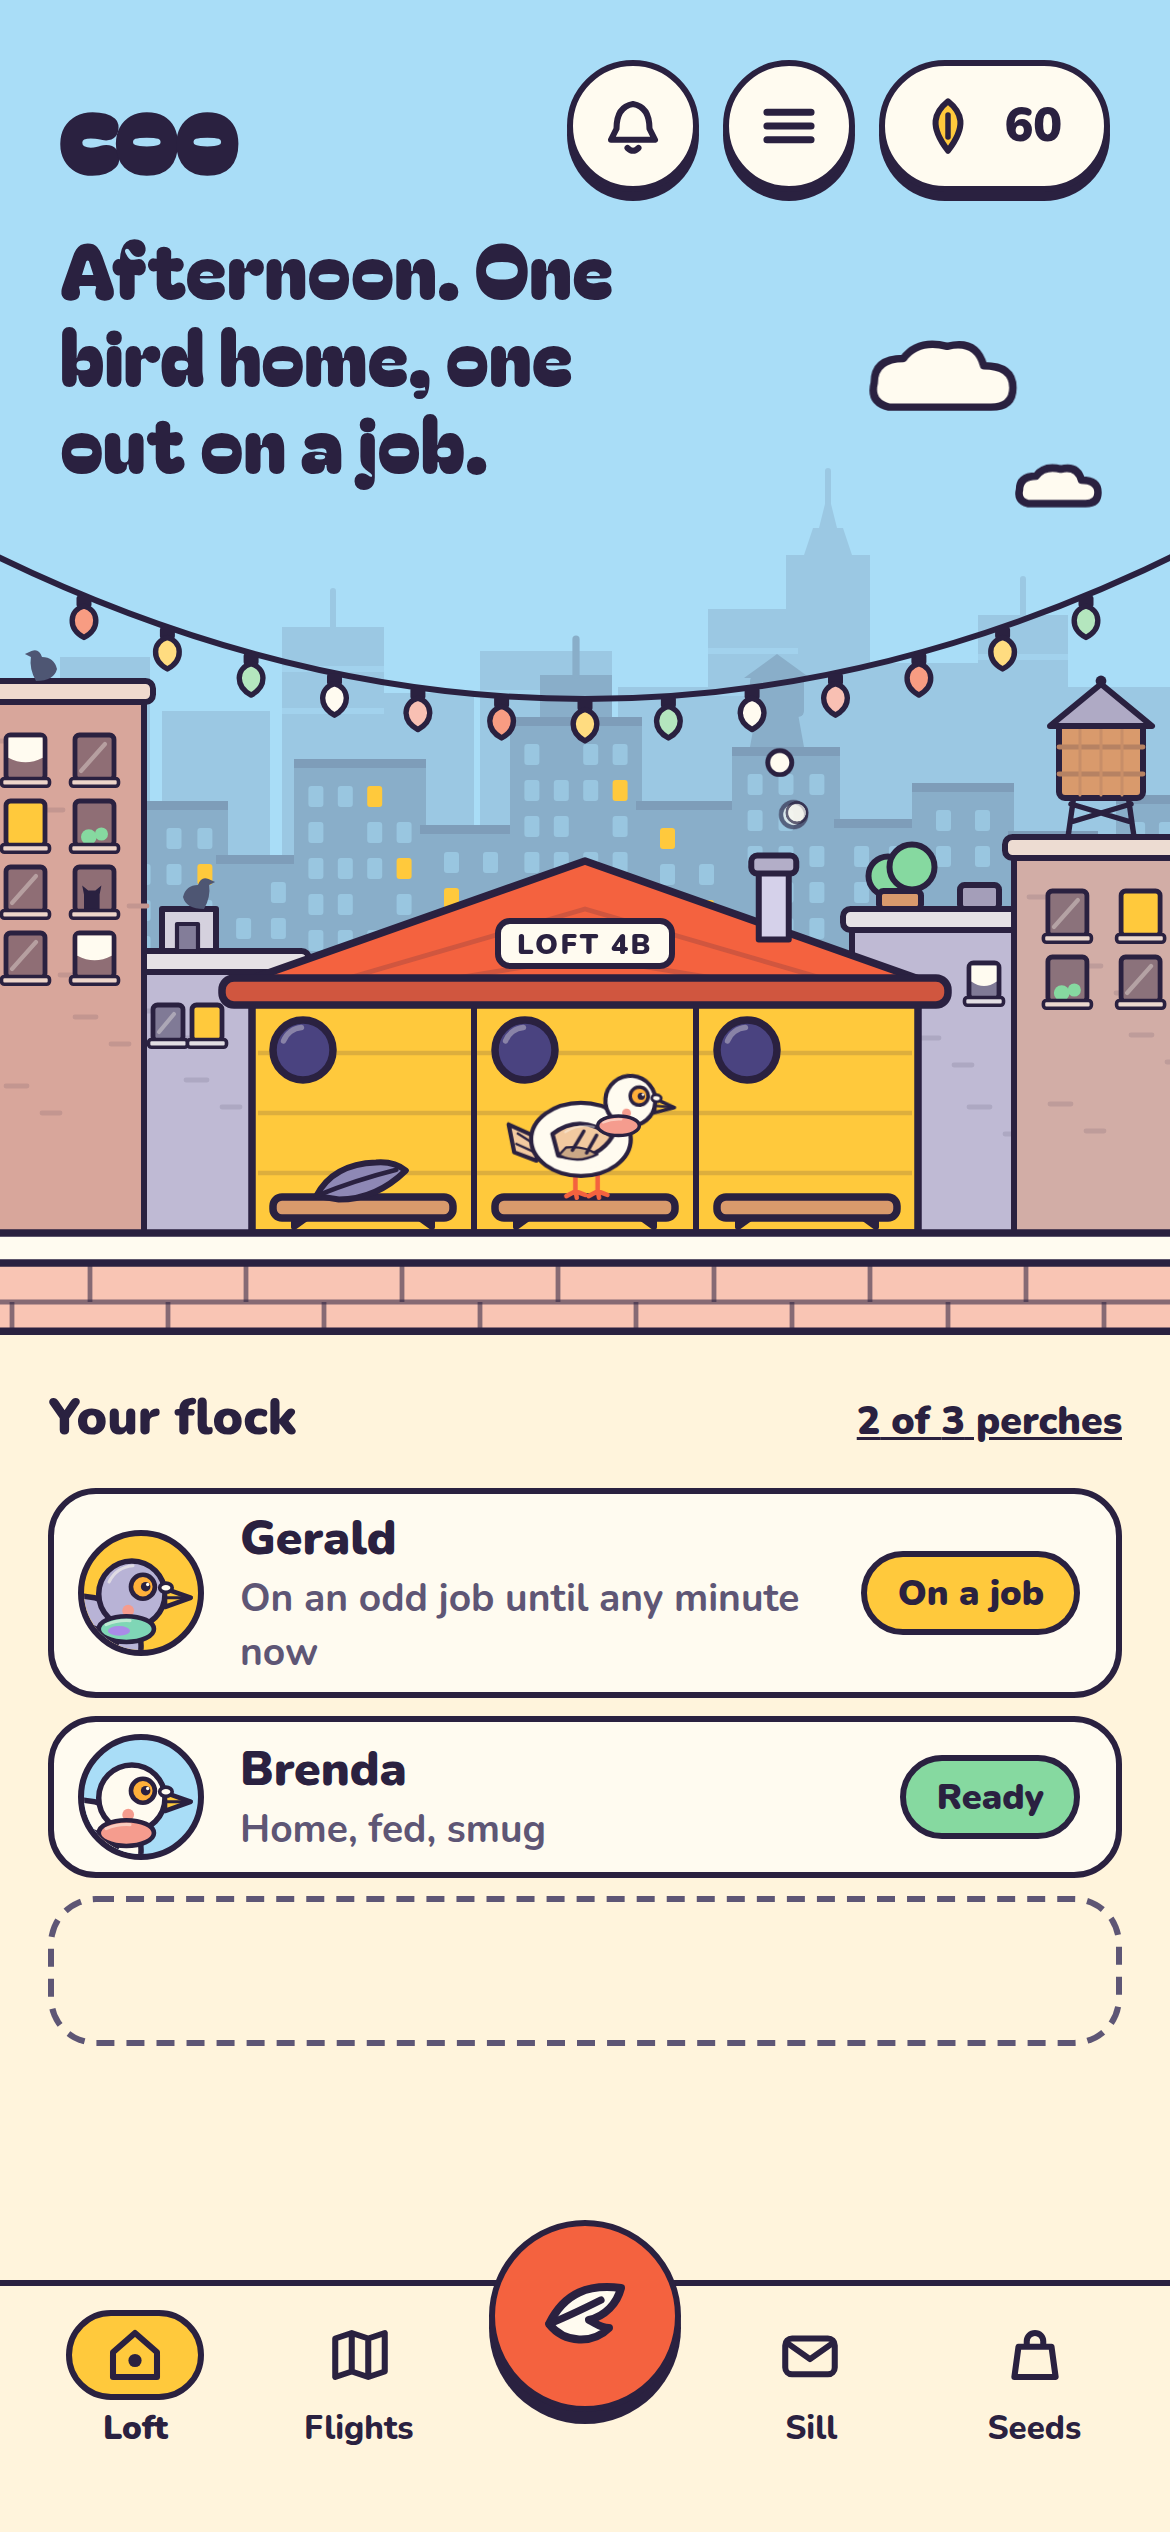 coo
60
Afternoon. One
bird home, one
out on a job.
LOFT 4B
Your flock
2 of 3 perches
Gerald
On an odd job until any minute
now
On a job
Brenda
Home, fed, smug
Ready
Loft
Flights
Sill
Seeds